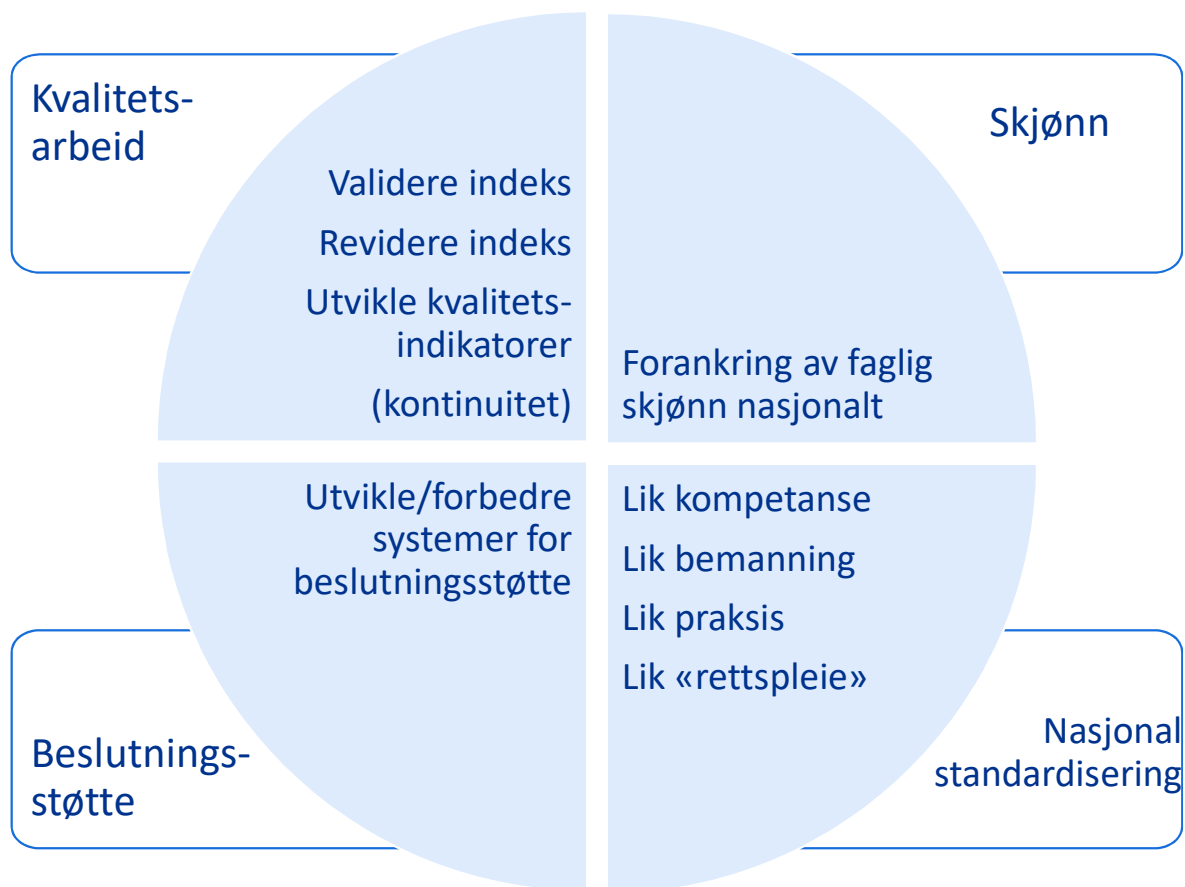 Kvalitets-
arbeid
Validere indeks
Revidere indeks
Utvikle kvalitets-
indikatorer
(kontinuitet)
Skjønn
Forankring av faglig
skjønn nasjonalt
Utvikle/forbedre
systemer for
beslutningsstøtte
Beslutnings-
støtte
Lik kompetanse
Lik bemanning
Lik praksis
Lik «rettspleie»
Nasjonal
standardisering